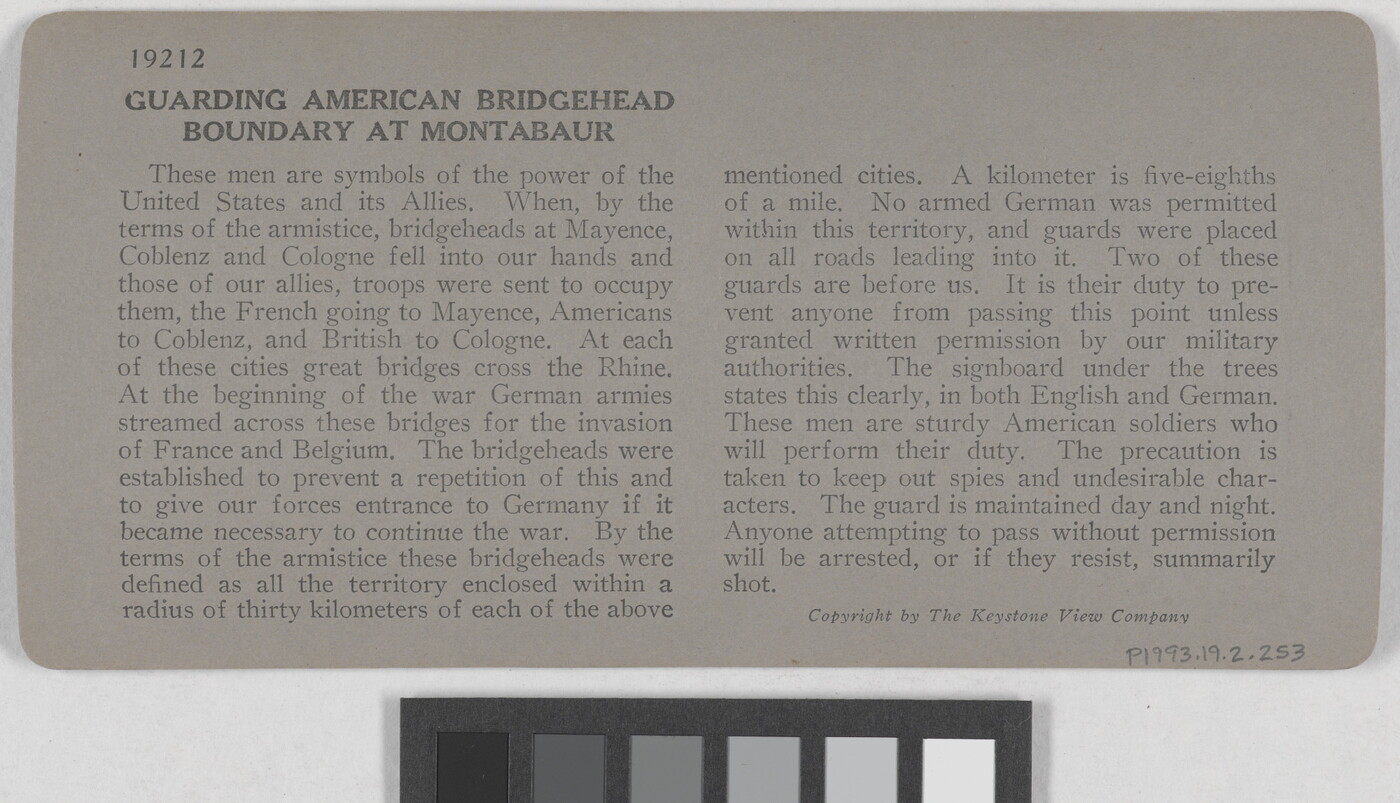 19212
GUARDING AMERICAN BRIDGEHEAD
BOUNDARY AT MONTABAUR
These men are symbols of the power of the
United States and its Allies. When, by the
terms of the armistice, bridgeheads at Mayence,
Coblenz and Cologne fell into our hands and
those of our allies, troops were sent to occupy
them, the French going to Mayence, Americans
to Coblenz, and British to Cologne. At each
of these cities great bridges cross the Rhine.
At the beginning of the war German armies
streamed across these bridges for the invasion
of France and Belgium. The bridgeheads were
established to prevent a repetition of this and
to give our forces entrance to Germany if it
became necessary to continue the war. By the
terms of the armistice these bridgeheads were
defined as all the territory enclosed within a
radius of thirty kilometers of each of the above
mentioned cities. A kilometer is five-eighths
of a mile. No armed German was permitted
within this territory, and guards were placed
on all roads leading into it. Two of these
guards are before us. It is their duty to pre-
vent anyone from passing this point unless
granted written permission by our military
authorities. The signboard under the trees
states this clearly, in both English and German.
These men are sturdy American soldiers who
will perform their duty. The precaution is
taken to keep out spies and undesirable char-
acters. The guard is maintained day and night.
Anyone attempting to pass without permission
will be arrested, or if they resist, summarily
shot.
Copyright by The Keystone View Company
P1993.19.2.253